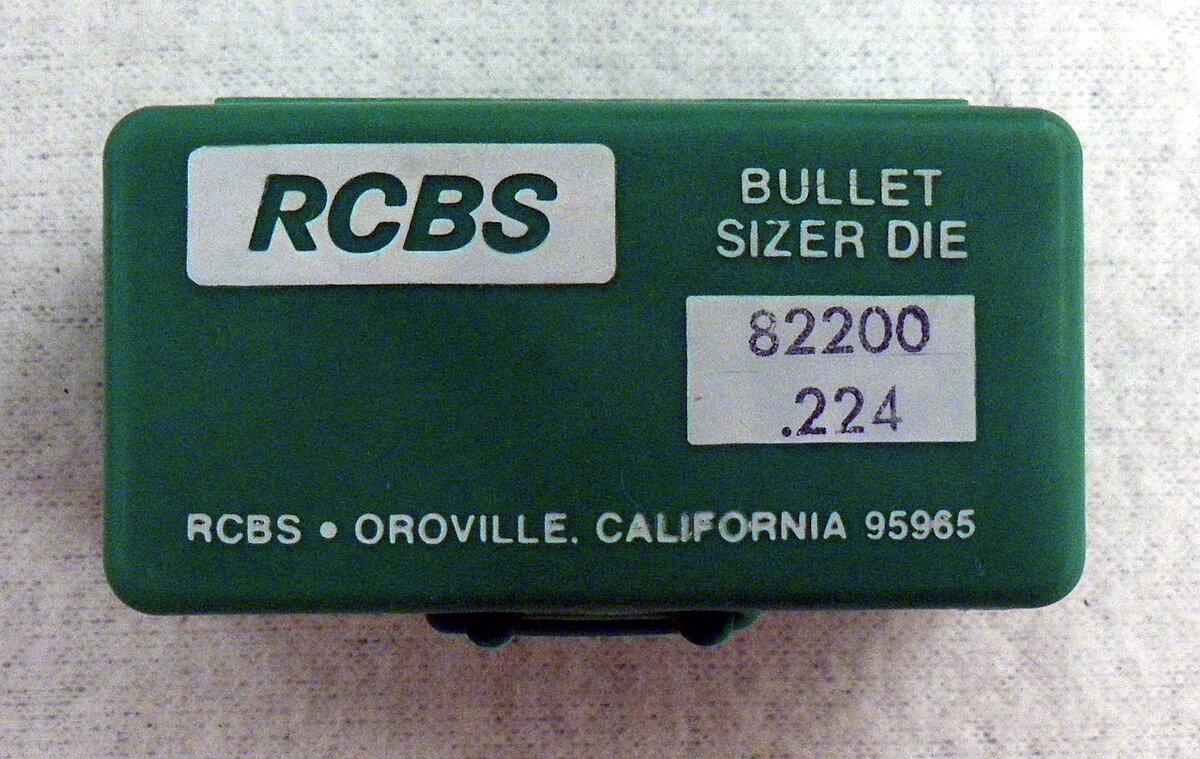 RCBS
BULLET
SIZER DIE
82200
.224
RCBS • OROVILLE. CALIFORNIA 95965